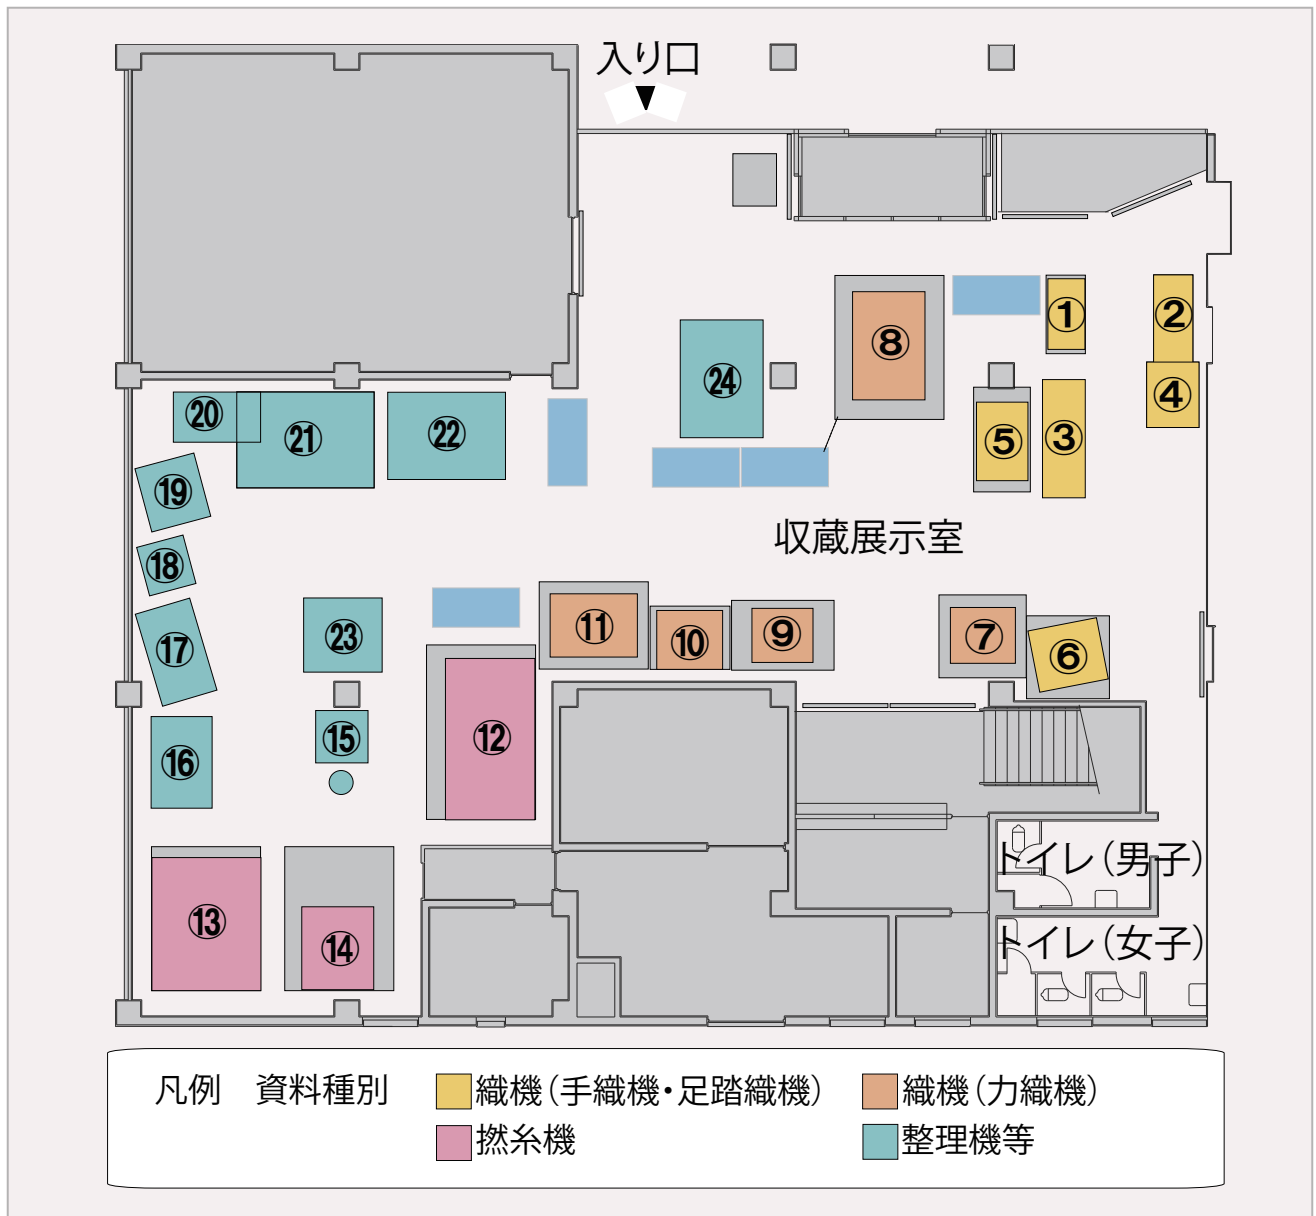 入り口
①
②
⑧
④
㉔
⑳
㉑
㉒
⑤
③
⑲
収蔵展示室
⑱
⑪
⑩
⑨
⑦
㉓
⑰
⑥
⑫
⑮
⑯
トイレ(男子)
⑬
⑭
トイレ(女子)
凡例 資料種別
織機(手織機・足踏織機)
織機(力織機)
撚糸機
整理機等